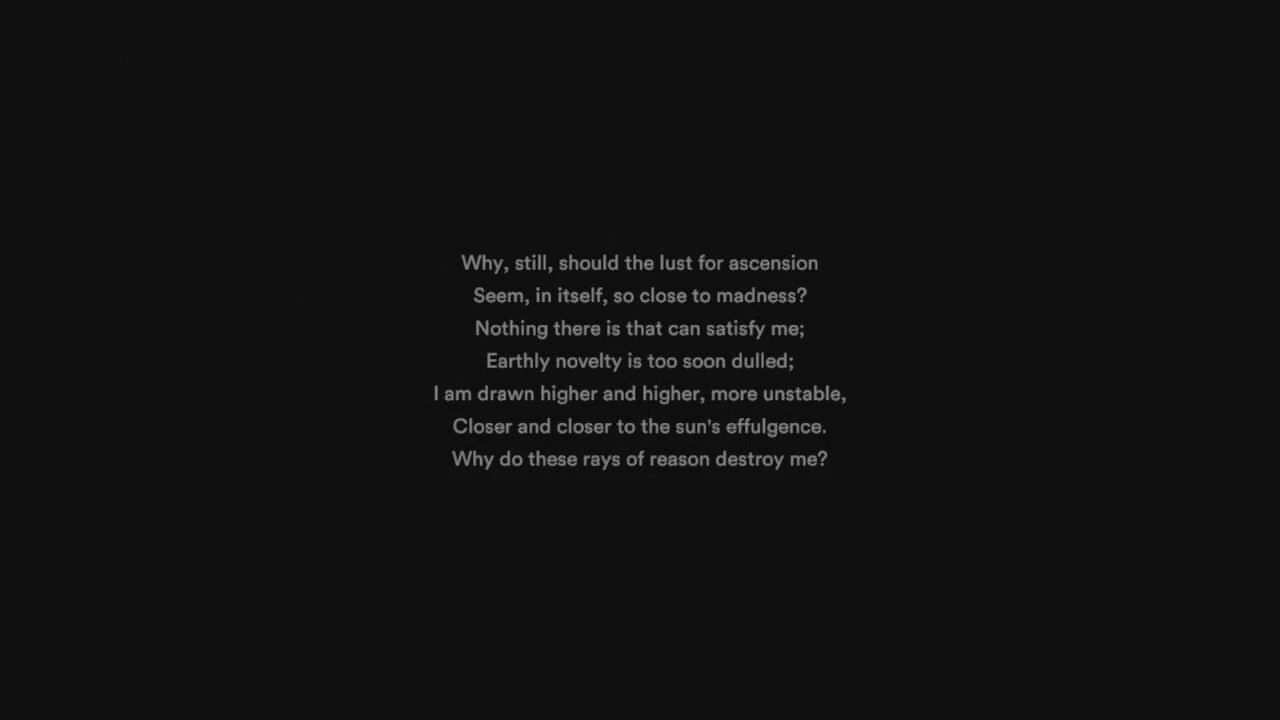 Why, still, should the lust for ascension
Seem, in itself, so close to madness?
Nothing there is that can satisfy me;
Earthly novelty is too soon dulled;
I am drawn higher and higher, more unstable,
Closer and closer to the sun's effulgence.
Why do these rays of reason destroy me?